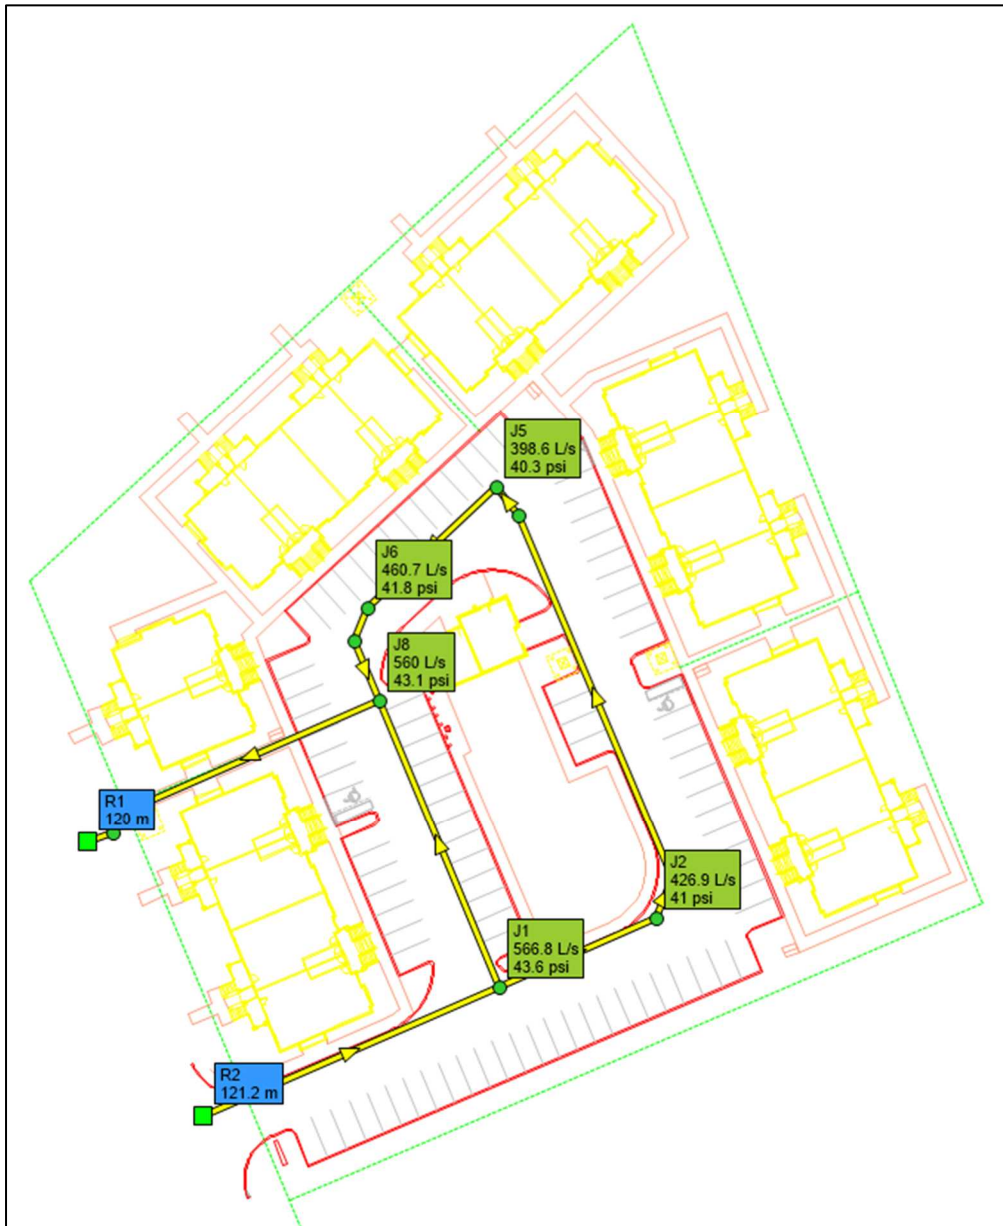 J5
398.6 L/s
40.3 psi
J6
460.7 L/s
41.8 psi
J8
560 L/s
43.1 psi
R1
120 m
J2
426.9 L/s
41 psi
J1
566.8 L/s
43.6 psi
R2
121.2 m